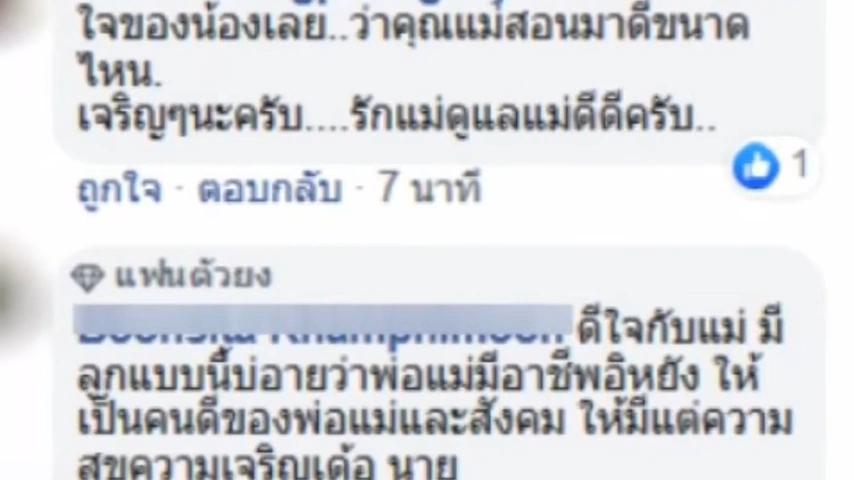 ใจของน้องเลย..ว่าคุณแม่สอนมาดีขนาด
ไหน.
เจริญๆนะครับ....รักแม่ดูแลแม่ดีดีครับ..
1
ถูกใจ · ตอบกลับ · 7 นาที
แฟนตัวยง
ดีใจกับแม่ มี
ลูกแบบนี้บ่อายว่าพ่อแม่มีอาชีพอิหยัง ให้
เป็นคนดีของพ่อแม่และสังคม ให้มีแต่ความ
สุขความเจริญเด้อ นาย